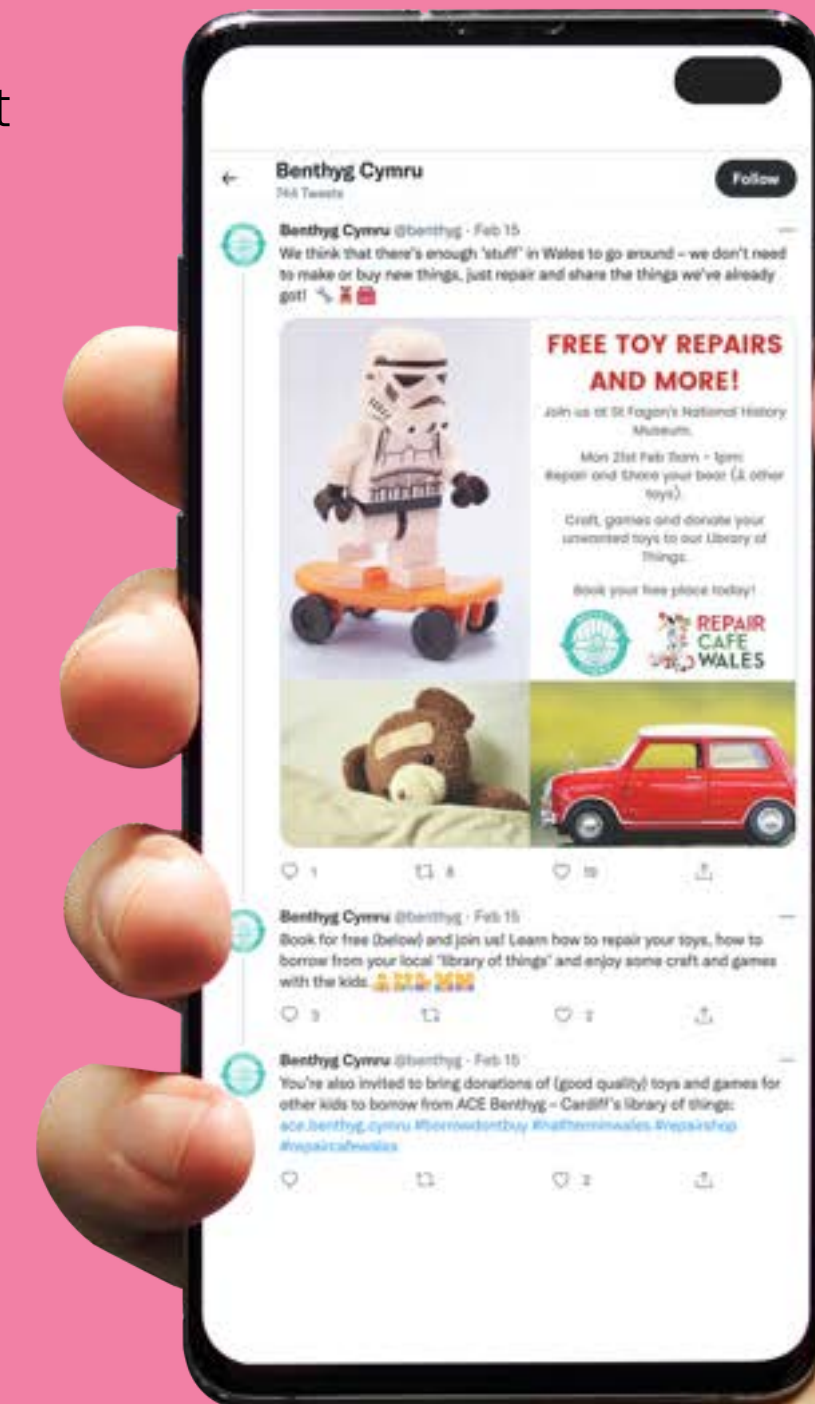 t
Benthyg Cymru
Follow
Tweets
Benthyg Cymru @benthyg · Feb 15
We think that there's enough 'stuff' in Wales to go around – we don't need
to make or buy new things, just repair and share the things we've already
got!
FREE TOY REPAIRS
AND MORE!
Join us at St Fagan's National History
Museum.
Mon 21st Feb 11am - 1pm
Repair and Share your bear (& other
toys).
Craft, games and donate your
unwanted toys to our Library of
Things.
Book your free place today!
REPAIR
CAFE
WALES
1 8 19
Benthyg Cymru @benthyg · Feb 15
Book for free (below) and join us! Learn how to repair your toys, how to
borrow from your local "library of things" and enjoy some craft and games
with the kids.
3 2
Benthyg Cymru @benthyg · Feb 15
You're also invited to bring donations of (good quality) toys and games for
other kids to borrow from ACE Benthyg – Cardiff's library of things:
ace.benthyg.cymru #borrowdontbuy #halfterminwales #repairshop
#repaircafewales
2